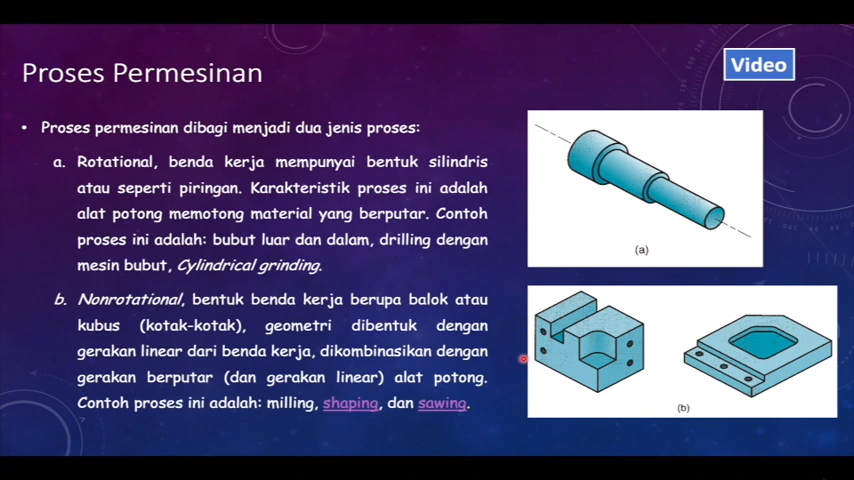 Proses Permesinan
Video
• Proses permesinan dibagi menjadi dua jenis proses:
a. Rotational, benda kerja mempunyai bentuk silindris
atau seperti piringan. Karakteristik proses ini adalah
alat potong memotong material yang berputar. Contoh
proses ini adalah: bubut luar dan dalam, drilling dengan
mesin bubut, Cylindrical grinding.
b. Nonrotational, bentuk benda kerja berupa balok atau
kubus (kotak-kotak), geometri dibentuk dengan
gerakan linear dari benda kerja, dikombinasikan dengan
gerakan berputar (dan gerakan linear) alat potong.
Contoh proses ini adalah: milling, shaping, dan sawing.
(a)
(b)